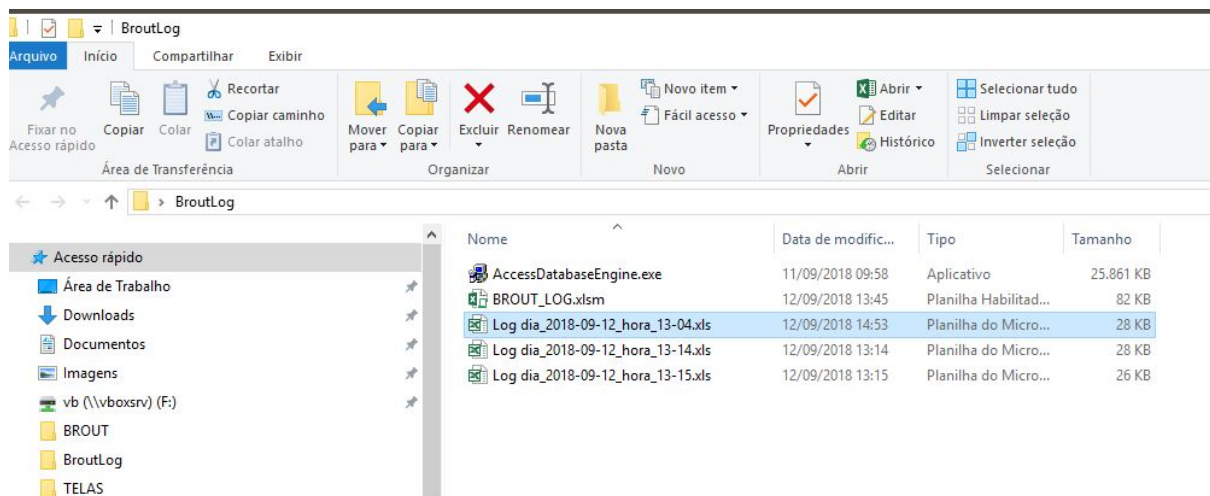 BroutLog
Arquivo Início Compartilhar Exibir
Fixar no Acesso rápido
Copiar
Colar
Recortar
Copiar caminho
Colar atalho
Área de Transferência
Mover para
Copiar para
Excluir
Renomear
Organizar
Nova pasta
Novo item
Fácil acesso
Novo
Propriedades
Abrir
Editar
Histórico
Abrir
Selecionar tudo
Limpar seleção
Inverter seleção
Selecionar
BroutLog
Acesso rápido
Área de Trabalho
Downloads
Documentos
Imagens
vb (\\vboxsrv) (F:)
BROUT
BroutLog
TELAS
Nome Data de modific... Tipo Tamanho
AccessDatabaseEngine.exe 11/09/2018 09:58 Aplicativo 25.861 KB
BROUT_LOG.xlsm 12/09/2018 13:45 Planilha Habilitad... 82 KB
Log dia_2018-09-12_hora_13-04.xls 12/09/2018 14:53 Planilha do Micro... 28 KB
Log dia_2018-09-12_hora_13-14.xls 12/09/2018 13:14 Planilha do Micro... 28 KB
Log dia_2018-09-12_hora_13-15.xls 12/09/2018 13:15 Planilha do Micro... 26 KB